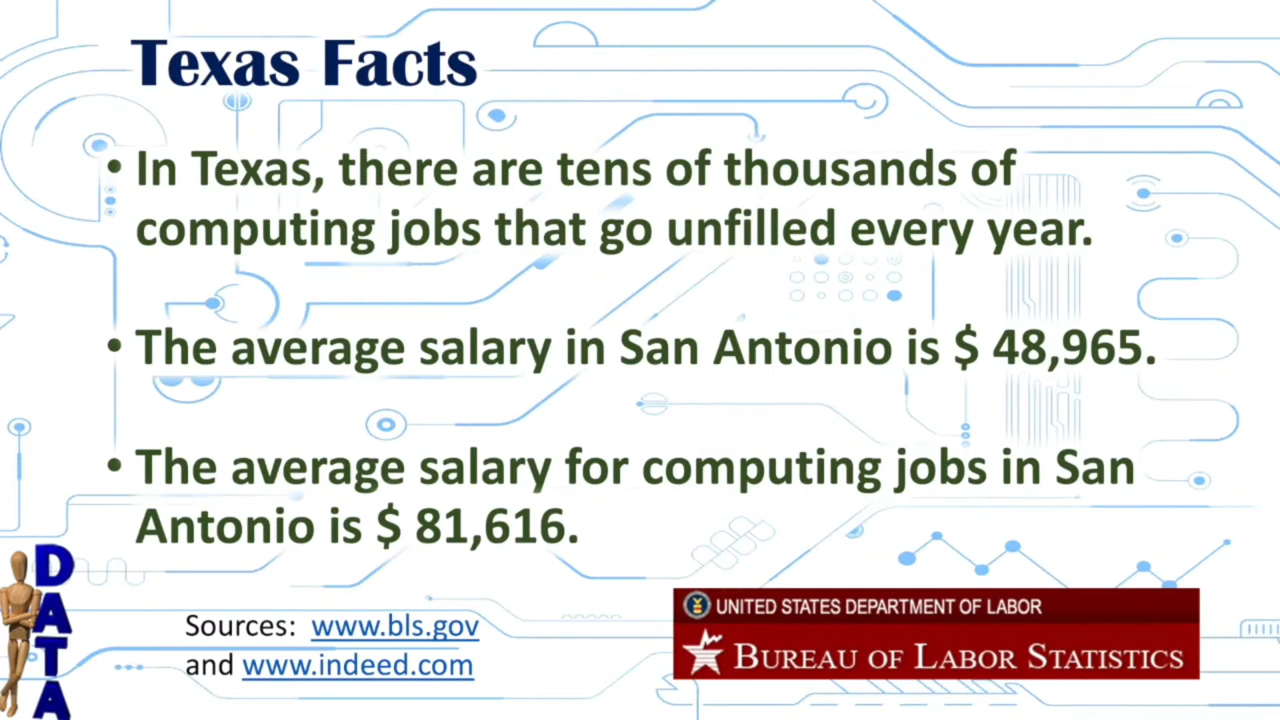 Texas Facts
• In Texas, there are tens of thousands of
computing jobs that go unfilled every year.
• The average salary in San Antonio is $ 48,965.
• The average salary for computing jobs in San
Antonio is $ 81,616.
DATA
Sources: www.bls.gov
and www.indeed.com
UNITED STATES DEPARTMENT OF LABOR
BUREAU OF LABOR STATISTICS